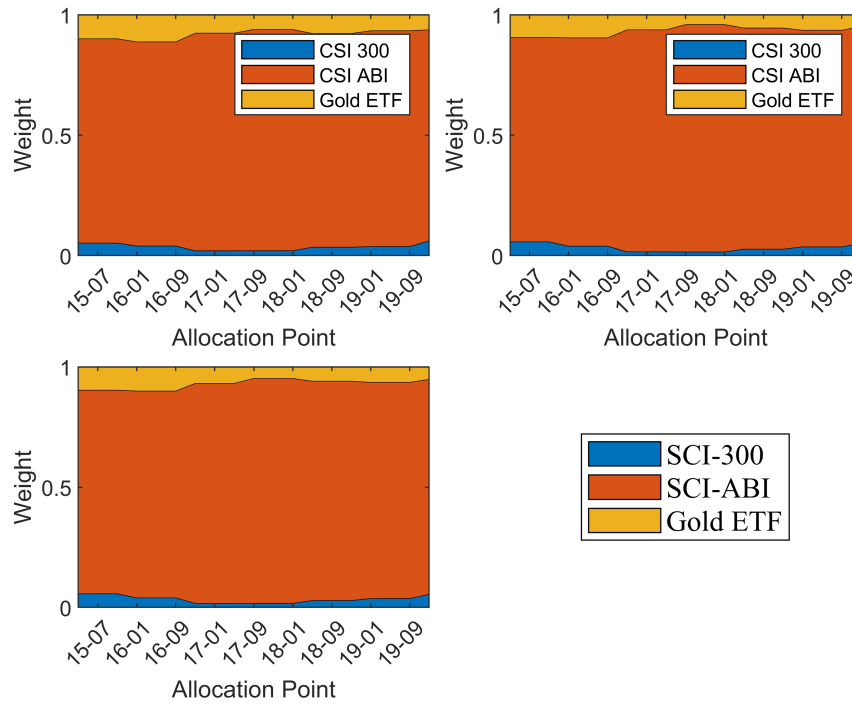 1
CSI 300
CSI ABI
Gold ETF
Weight
0.5
0
15-07
16-01
16-09
17-01
17-09
18-01
18-09
19-01
19-09
Allocation Point
1
CSI 300
CSI ABI
Gold ETF
Weight
0.5
0
15-07
16-01
16-09
17-01
17-09
18-01
18-09
19-01
19-09
Allocation Point
1
Weight
0.5
0
15-07
16-01
16-09
17-01
17-09
18-01
18-09
19-01
19-09
Allocation Point
SCI-300
SCI-ABI
Gold ETF